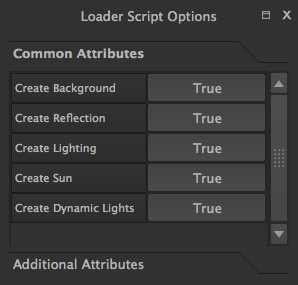 Loader Script Options
X
Common Attributes
Create Background True
Create Reflection True
Create Lighting True
Create Sun True
Create Dynamic Lights True
Additional Attributes